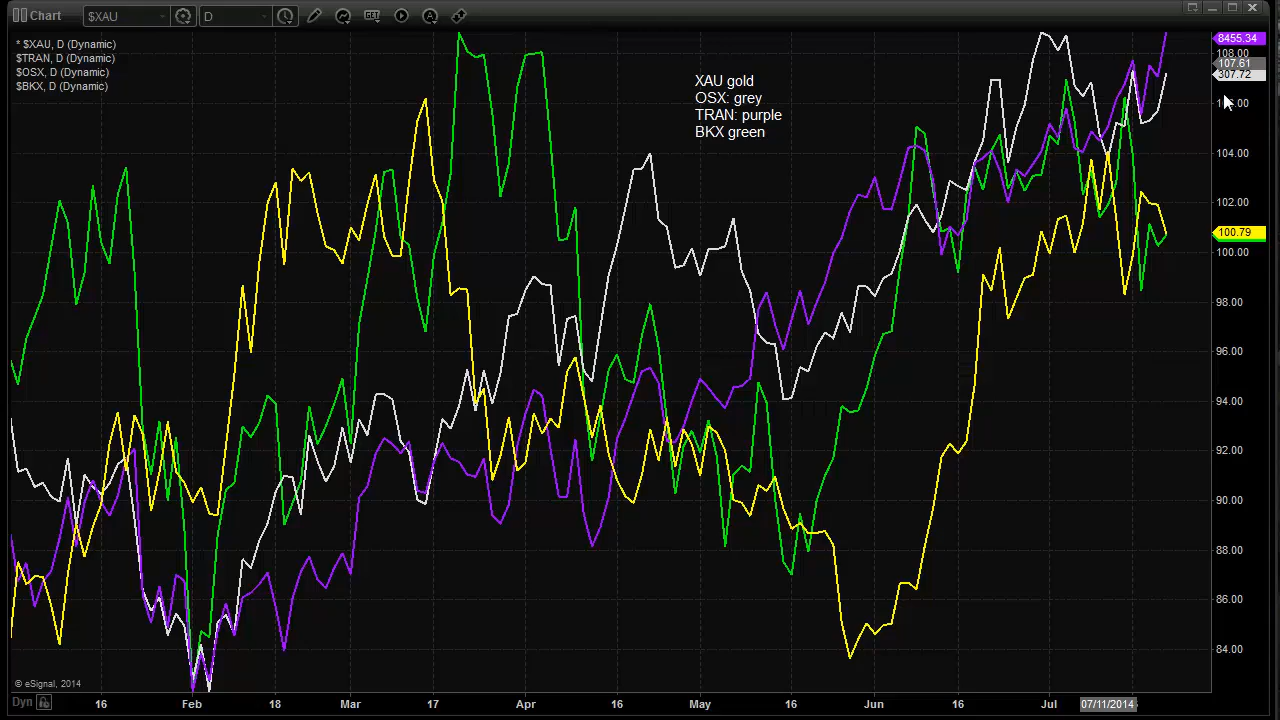 Chart $XAU D GET A
* $XAU, D (Dynamic)
$TRAN, D (Dynamic)
$OSX, D (Dynamic)
$BKX, D (Dynamic)
XAU gold
OSX: grey
TRAN: purple
BKX green
8455.34
108.00
107.61
307.72
104.00
102.00
100.79
100.00
98.00
96.00
94.00
92.00
90.00
88.00
86.00
84.00
© eSignal, 2014
Dyn 16 Feb 18 Mar 17 Apr 16 May 16 Jun 16 Jul 07/11/2014